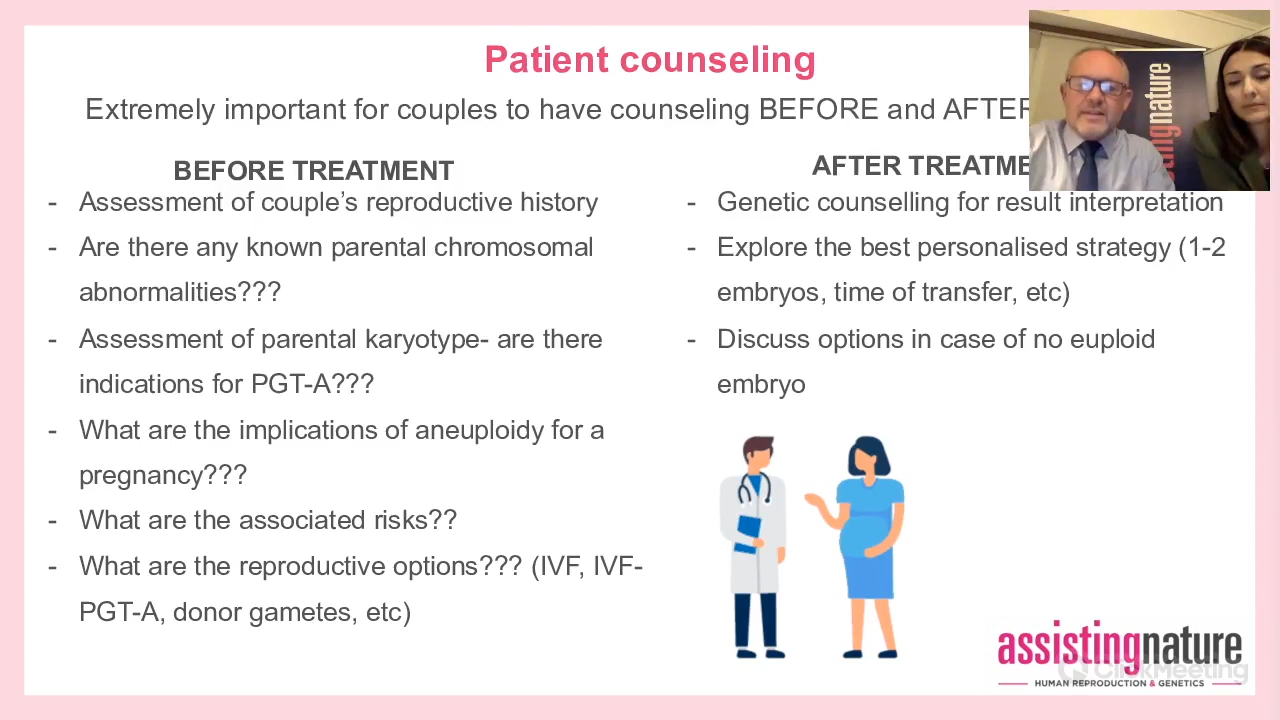 Patient counseling
Extremely important for couples to have counseling BEFORE and AFTER
BEFORE TREATMENT
- Assessment of couple’s reproductive history
- Are there any known parental chromosomal
abnormalities???
- Assessment of parental karyotype- are there
indications for PGT-A???
- What are the implications of aneuploidy for a
pregnancy???
- What are the associated risks??
- What are the reproductive options??? (IVF, IVF-
PGT-A, donor gametes, etc)
AFTER TREATME
- Genetic counselling for result interpretation
- Explore the best personalised strategy (1-2
embryos, time of transfer, etc)
- Discuss options in case of no euploid
embryo
stingnature
assistingnature
HUMAN REPRODUCTION & GENETICS
ClickMeeting